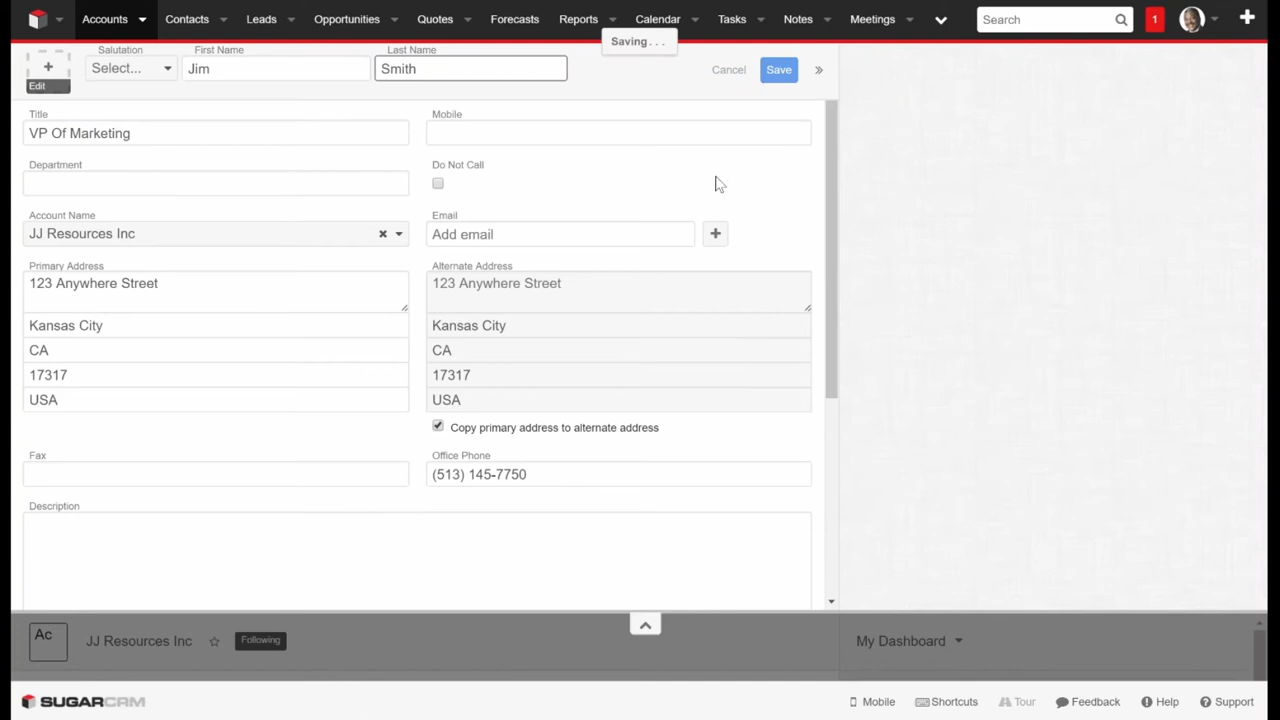 Accounts Contacts Leads Opportunities Quotes Forecasts Reports Calendar Tasks Notes Meetings Search 1
Saving...
Salutation First Name Last Name
Select... Jim Smith Cancel Save
Edit
Title Mobile
VP Of Marketing
Department Do Not Call
Account Name Email
JJ Resources Inc Add email
Primary Address Alternate Address
123 Anywhere Street 123 Anywhere Street
Kansas City Kansas City
CA CA
17317 17317
USA USA
Copy primary address to alternate address
Fax Office Phone
(513) 145-7750
Description
Ac JJ Resources Inc Following My Dashboard
SUGARCRM Mobile Shortcuts Tour Feedback Help Support